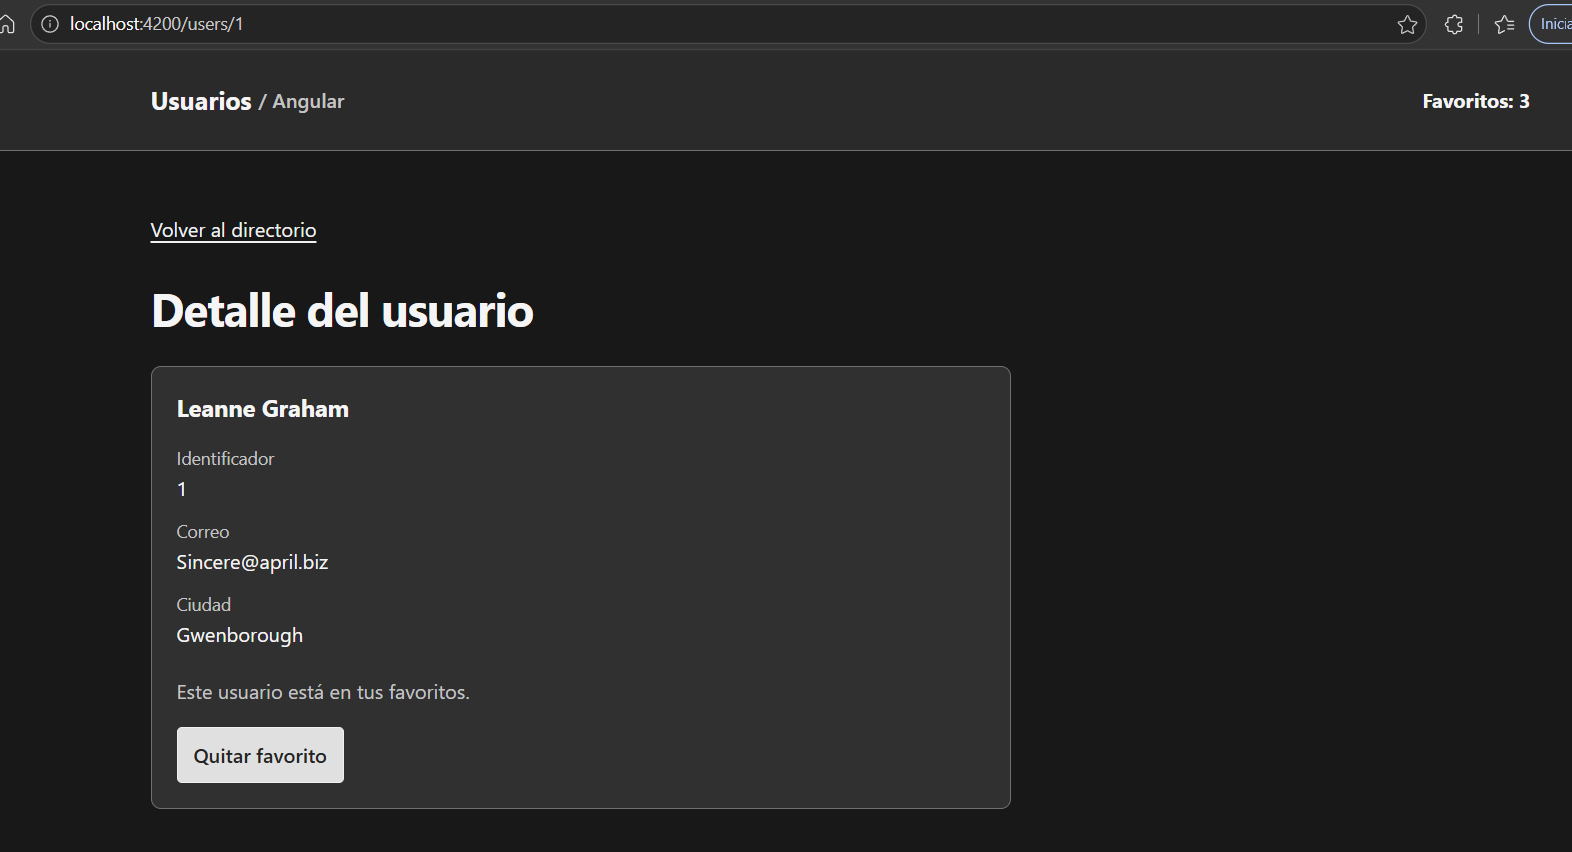 localhost:4200/users/1
Inicia
Usuarios / Angular
Favoritos: 3
Volver al directorio
Detalle del usuario
Leanne Graham
Identificador
1
Correo
Sincere@april.biz
Ciudad
Gwenborough
Este usuario está en tus favoritos.
Quitar favorito